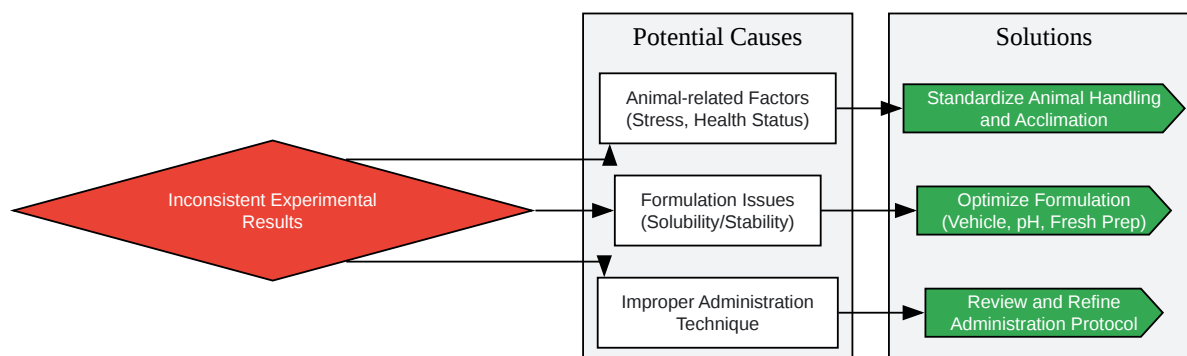 Potential Causes
Solutions
Animal-related Factors
(Stress, Health Status)
Standardize Animal Handling
and Acclimation
Inconsistent Experimental
Results
Formulation Issues
(Solubility/Stability)
Optimize Formulation
(Vehicle, pH, Fresh Prep)
Improper Administration
Technique
Review and Refine
Administration Protocol